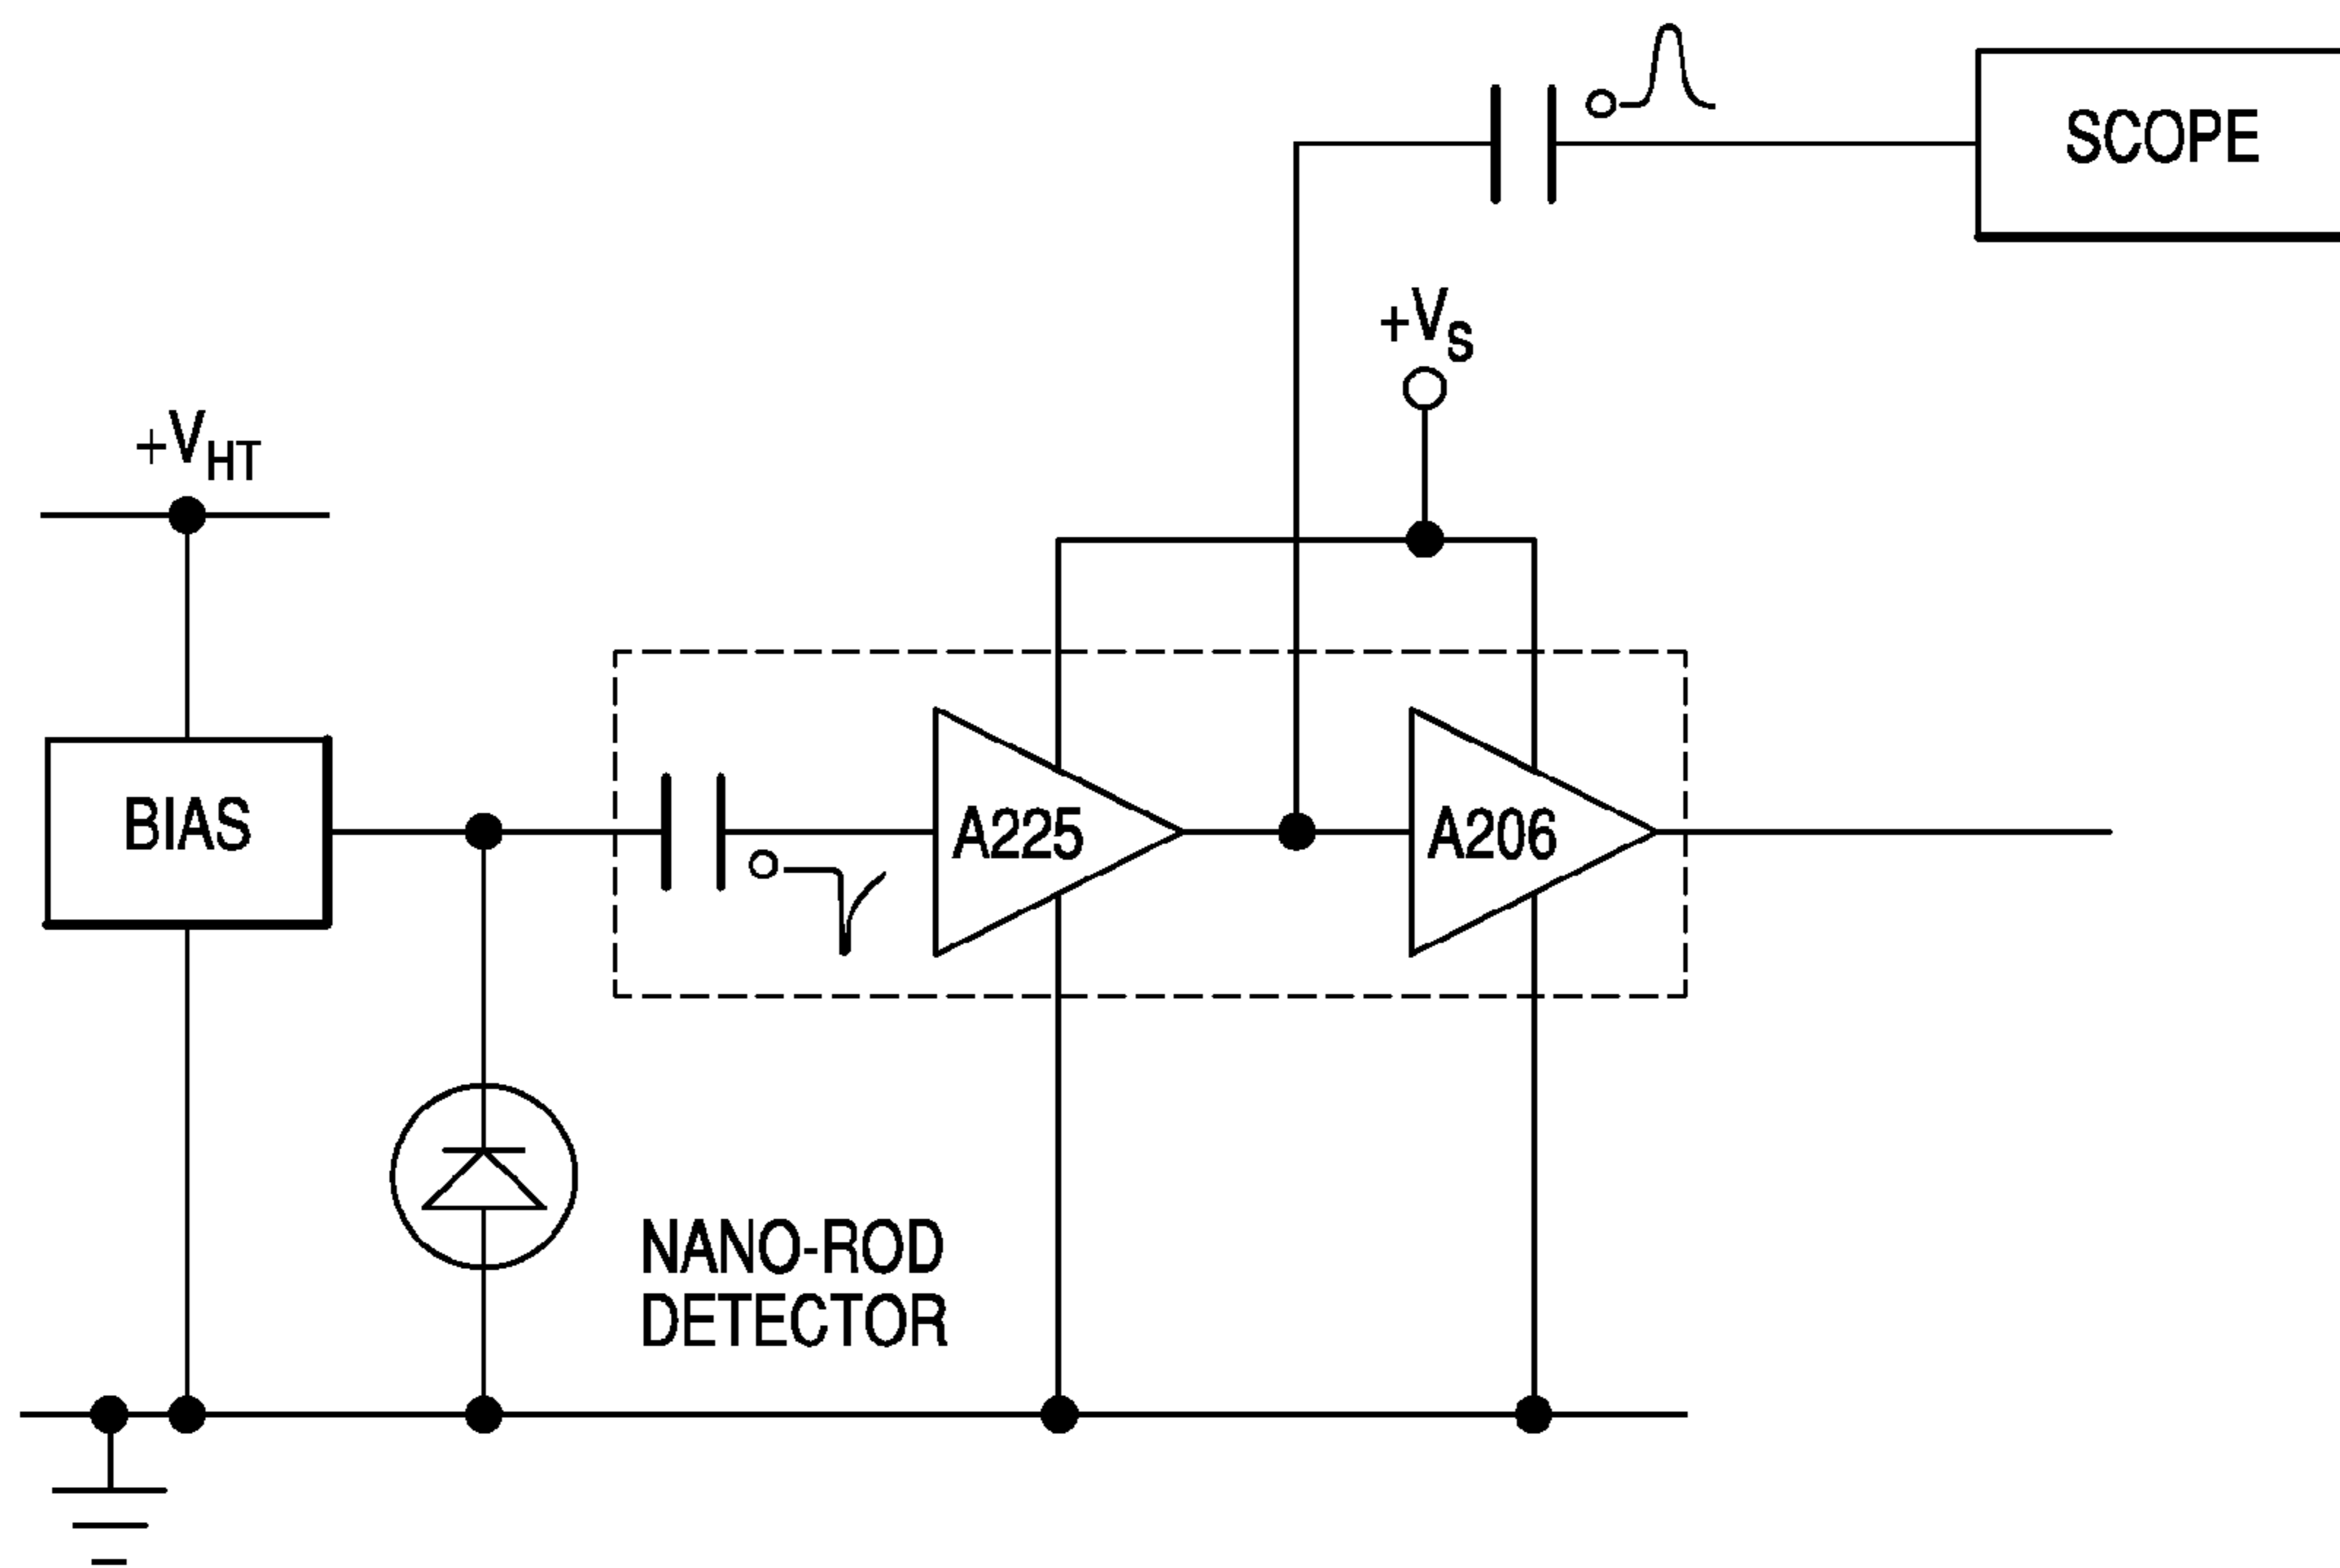 SCOPE
+VS
+VHT
BIAS
A225
A206
NANO-ROD
DETECTOR